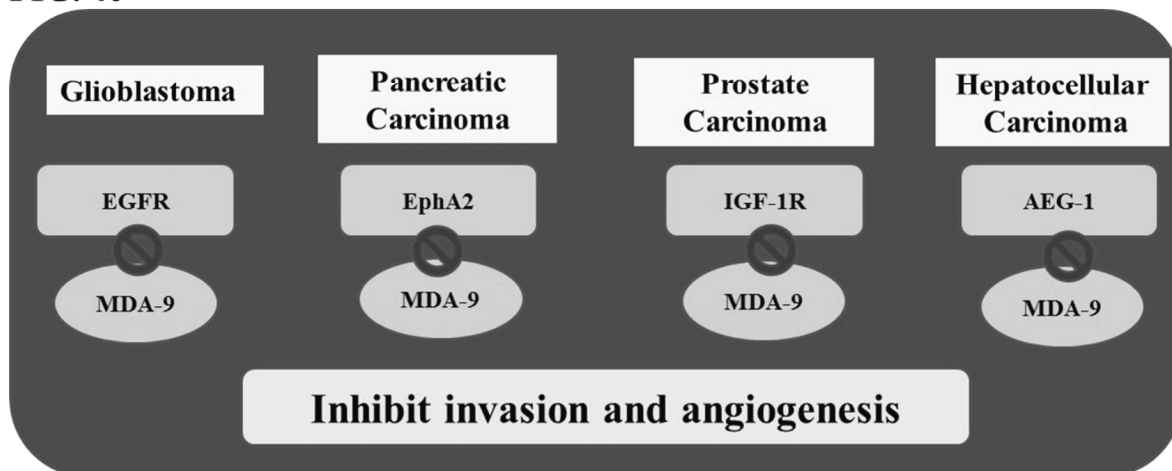 Glioblastoma
Pancreatic
Carcinoma
Prostate
Carcinoma
Hepatocellular
Carcinoma
EGFR
EphA2
IGF-1R
AEG-1
MDA-9
MDA-9
MDA-9
MDA-9
Inhibit invasion and angiogenesis